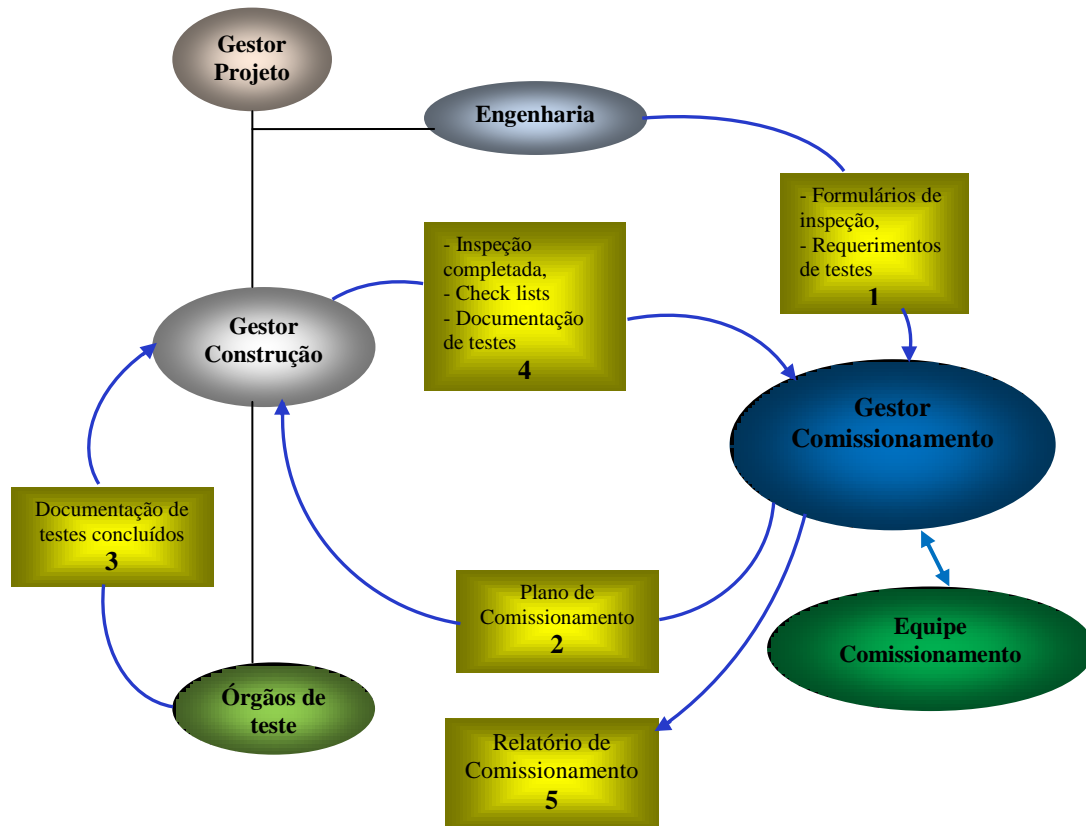 Gestor
Projeto
Engenharia
- Formulários de
inspeção,
- Requerimentos
de testes
1
- Inspeção
completada,
- Check lists
- Documentação
de testes
4
Gestor
Construção
Gestor
Comissionamento
Documentação de
testes concluídos
3
Plano de
Comissionamento
2
Equipe
Comissionamento
Órgãos de
teste
Relatório de
Comissionamento
5